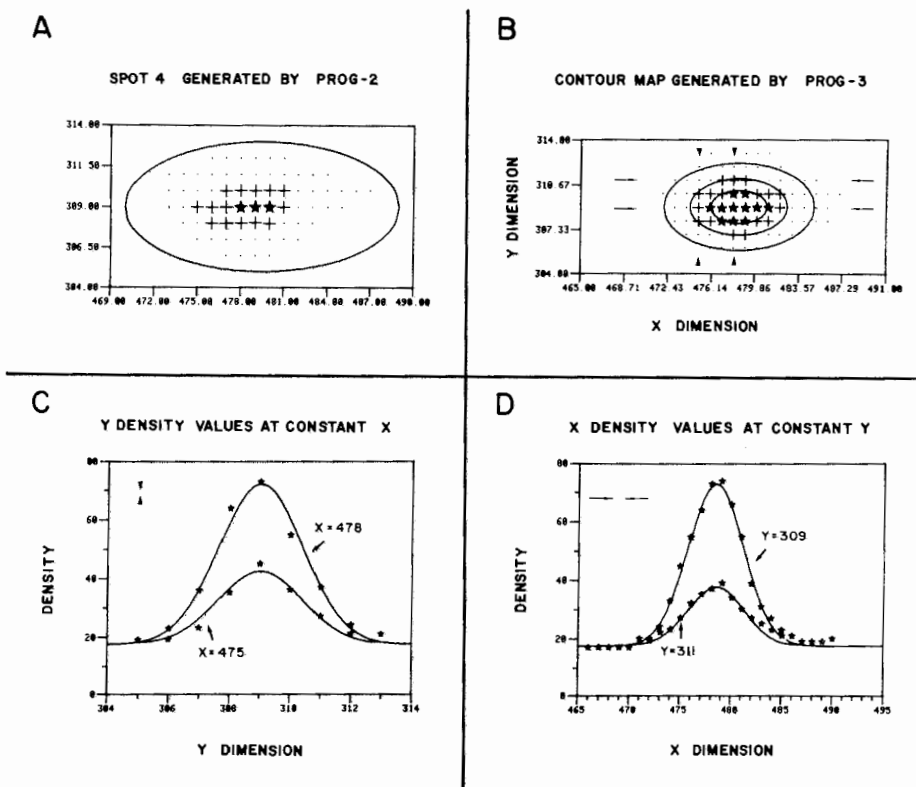 A
SPOT 4 GENERATED BY PROG-2
314.00
311.50
309.00
306.50
304.00
469.00 472.00 475.00 478.00 481.00 484.00 487.00 490.00
B
CONTOUR MAP GENERATED BY PROG-3
Y DIMENSION
314.00
310.67
307.33
304.00
465.00 468.71 472.43 476.14 479.86 483.57 487.29 491.00
X DIMENSION
C
Y DENSITY VALUES AT CONSTANT X
DENSITY
80
60
40
20
0
X=478
X=475
304 306 308 310 312 314
Y DIMENSION
D
X DENSITY VALUES AT CONSTANT Y
DENSITY
80
60
40
20
0
Y=309
Y=311
465 470 475 480 485 490 495
X DIMENSION